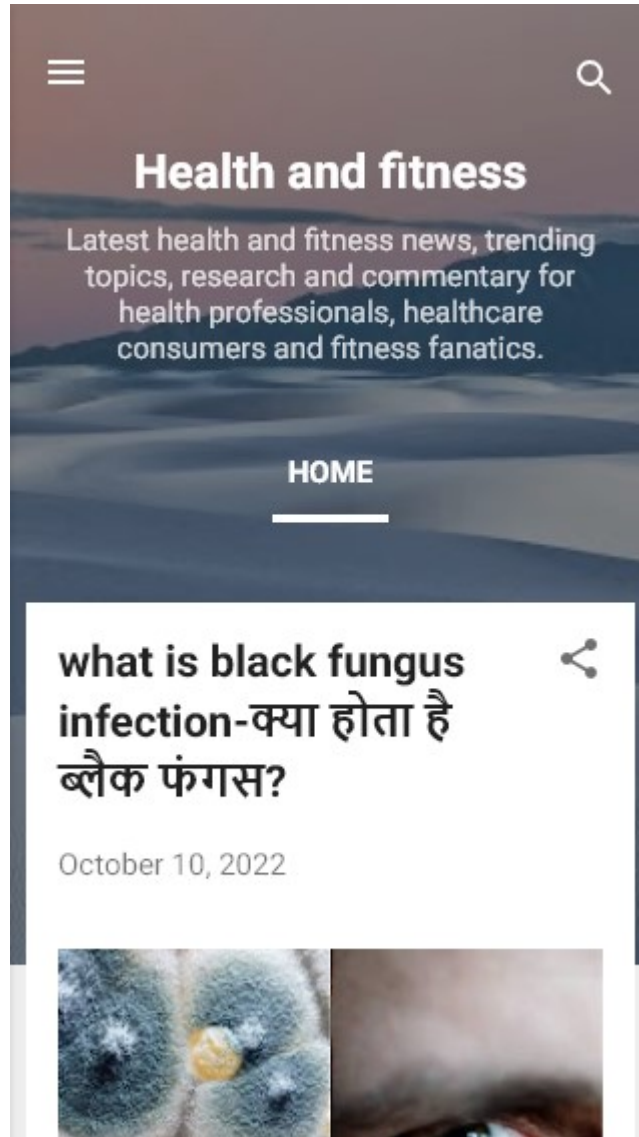 Health and fitness
Latest health and fitness news, trending
topics, research and commentary for
health professionals, healthcare
consumers and fitness fanatics.
HOME
what is black fungus
infection-क्या होता है
ब्लैक फंगस?
October 10, 2022